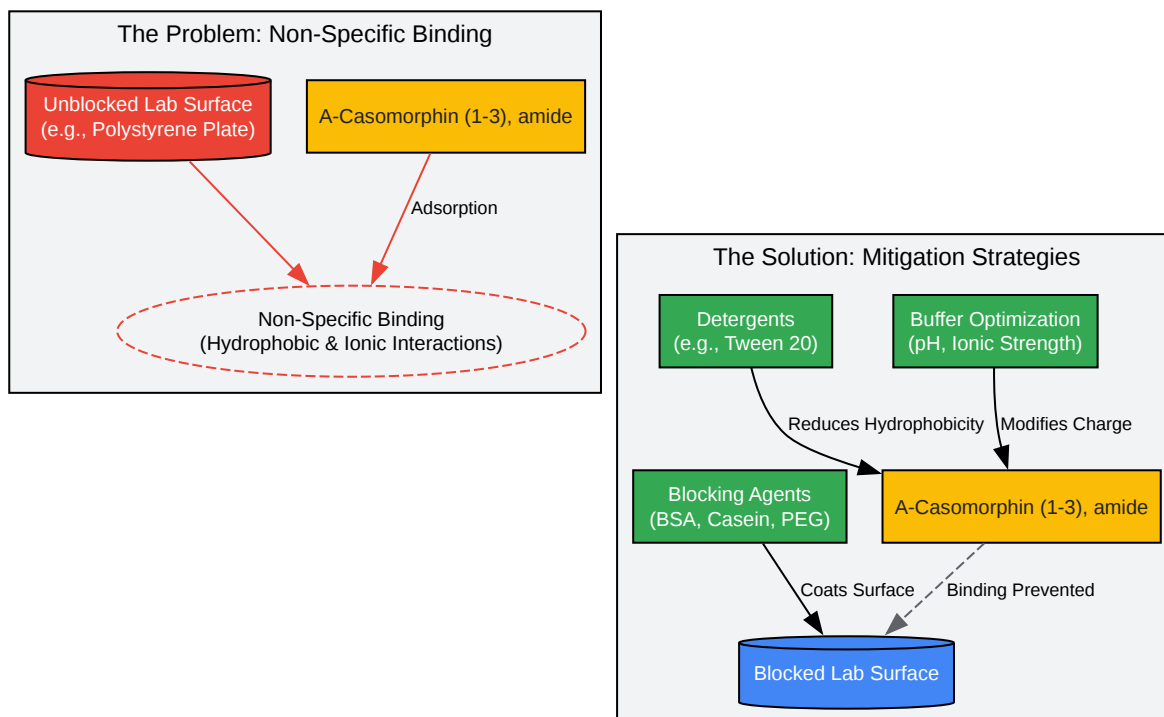 The Problem: Non-Specific Binding
Unblocked Lab Surface
(e.g., Polystyrene Plate)
A-Casomorphin (1-3), amide
Adsorption
Non-Specific Binding
(Hydrophobic & Ionic Interactions)
The Solution: Mitigation Strategies
Detergents
(e.g., Tween 20)
Buffer Optimization
(pH, Ionic Strength)
Reduces Hydrophobicity
Modifies Charge
Blocking Agents
(BSA, Casein, PEG)
A-Casomorphin (1-3), amide
Coats Surface
Binding Prevented
Blocked Lab Surface